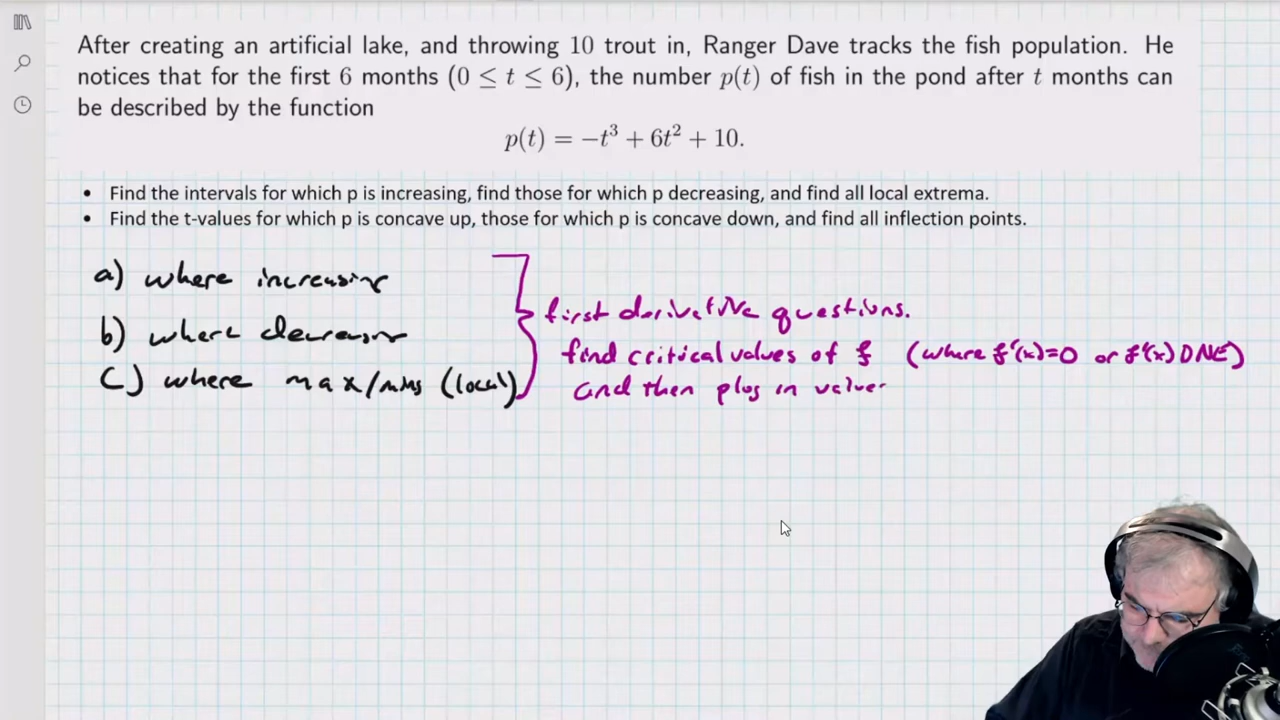 After creating an artificial lake, and throwing 10 trout in, Ranger Dave tracks the fish population. He
notices that for the first 6 months (0 ≤ t ≤ 6), the number p(t) of fish in the pond after t months can
be described by the function
p(t) = −t³ + 6t² + 10.
• Find the intervals for which p is increasing, find those for which p decreasing, and find all local extrema.
• Find the t-values for which p is concave up, those for which p is concave down, and find all inflection points.
a) where increasing
b) where decreasing
c) where max/mins (local)
first derivative questions.
find critical values of f (where f'(x)=0 or f'(x) DNE)
and then plug in values